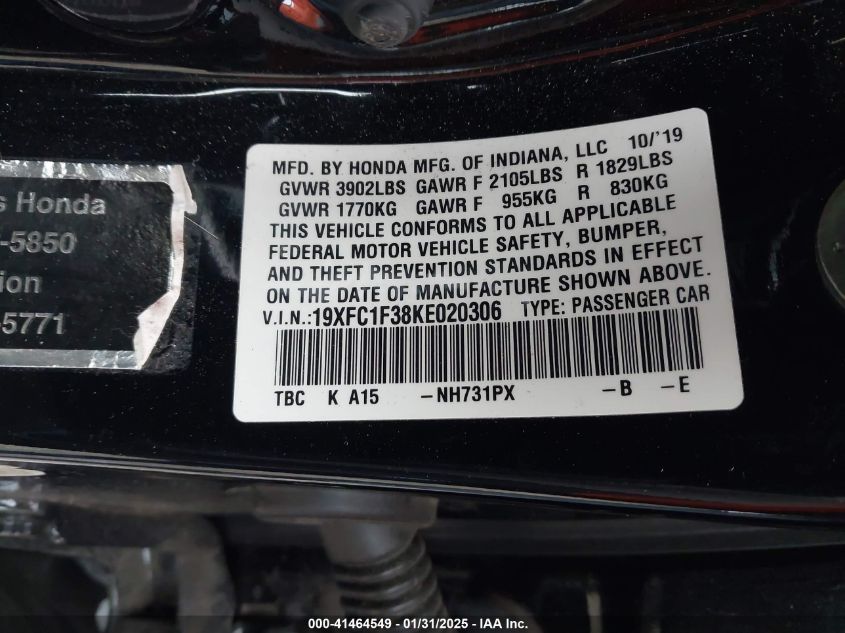 s Honda
-5850
ion
-5771
MFD. BY HONDA MFG. OF INDIANA, LLC 10/'19
GVWR 3902LBS GAWR F 2105LBS R 1829LBS
GVWR 1770KG GAWR F 955KG R 830KG
THIS VEHICLE CONFORMS TO ALL APPLICABLE
FEDERAL MOTOR VEHICLE SAFETY, BUMPER,
AND THEFT PREVENTION STANDARDS IN EFFECT
ON THE DATE OF MANUFACTURE SHOWN ABOVE.
V.I.N.:19XFC1F38KE020306 TYPE: PASSENGER CAR
TBC K A15 -NH731PX -B -E
000-41464549 / 01/31/2025 - IAA Inc.